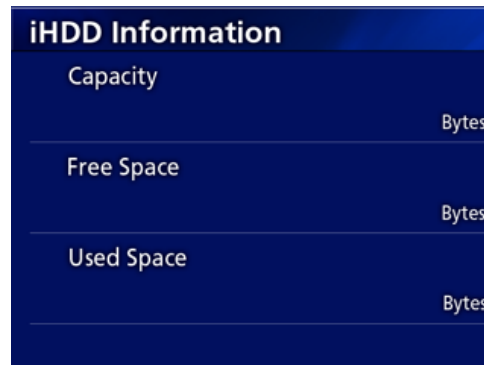 iHDD Information
Capacity
Bytes
Free Space
Bytes
Used Space
Bytes